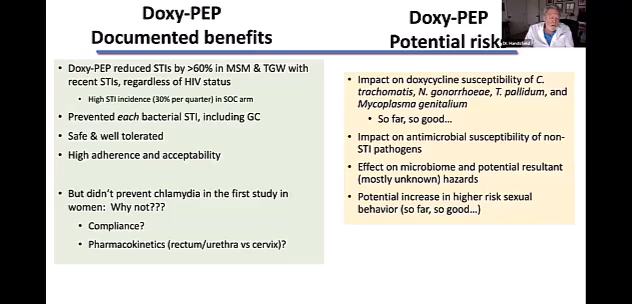 Doxy-PEP
Documented benefits
• Doxy-PEP reduced STIs by >60% in MSM & TGW with
recent STIs, regardless of HIV status
• High STI incidence (30% per quarter) in SOC arm
• Prevented each bacterial STI, including GC
• Safe & well tolerated
• High adherence and acceptability
• But didn't prevent chlamydia in the first study in
women: Why not???
• Compliance?
• Pharmacokinetics (rectum/urethra vs cervix)?
Doxy-PEP
Potential risks
• Impact on doxycycline susceptibility of C.
trachomatis, N. gonorrhoeae, T. pallidum, and
Mycoplasma genitalium
• So far, so good…
• Impact on antimicrobial susceptibility of non-
STI pathogens
• Effect on microbiome and potential resultant
(mostly unknown) hazards
• Potential increase in higher risk sexual
behavior (so far, so good…)